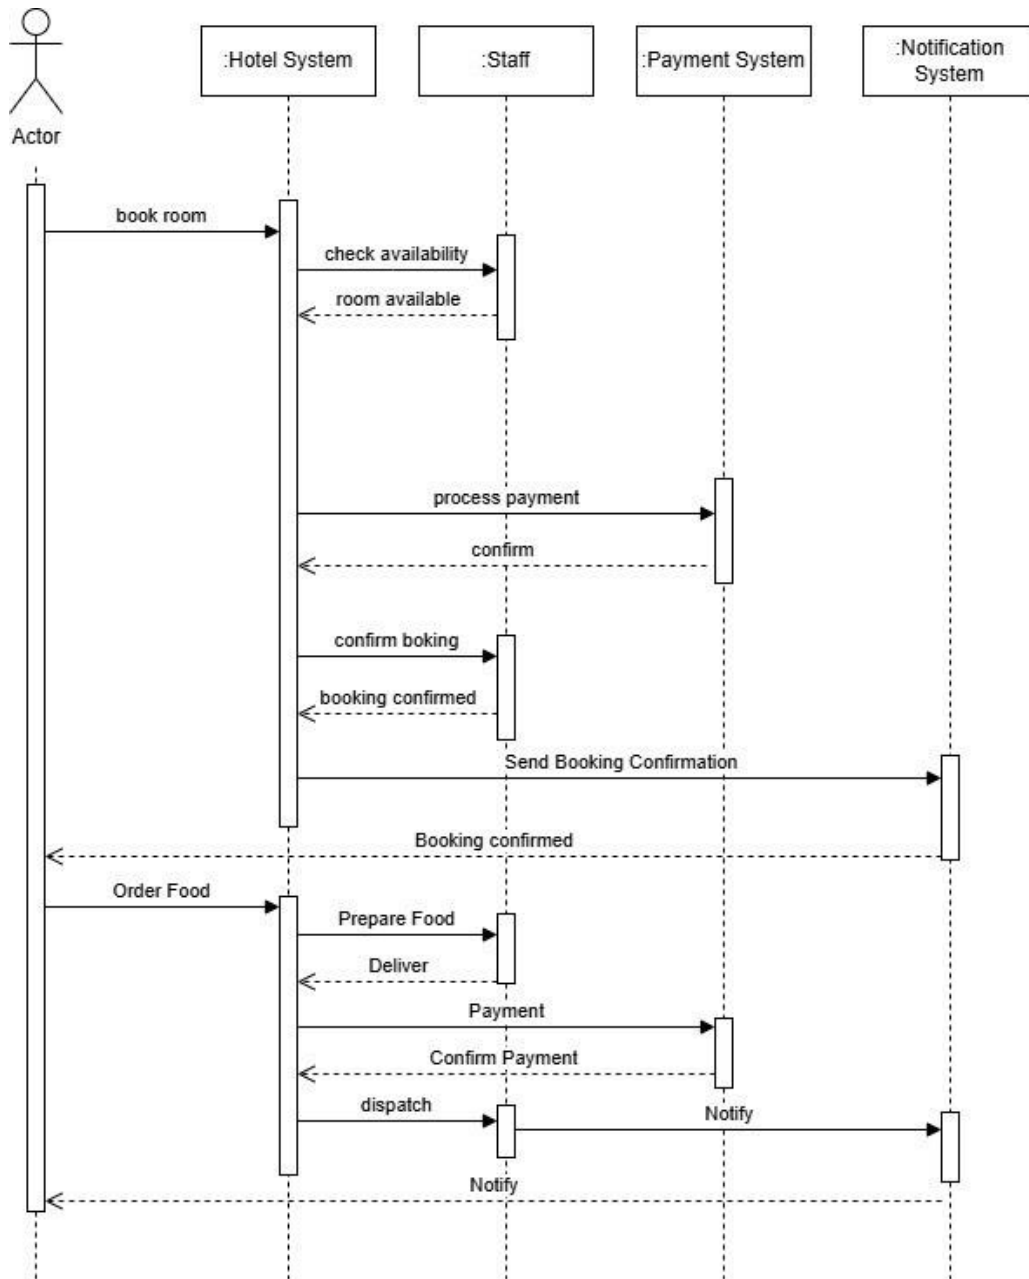 :Hotel System
:Staff
:Payment System
:Notification
System
Actor
book room
check availability
room available
process payment
confirm
confirm boking
booking confirmed
Send Booking Confirmation
Booking confirmed
Order Food
Prepare Food
Deliver
Payment
Confirm Payment
dispatch
Notify
Notify